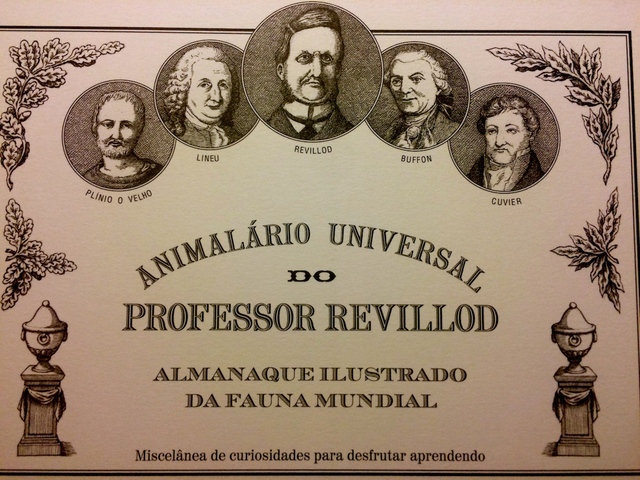 PLÍNIO O VELHO
LINEU
REVILLOD
BUFFON
CUVIER
ANIMALÁRIO UNIVERSAL
DO
PROFESSOR REVILLOD
ALMANAQUE ILUSTRADO
DA FAUNA MUNDIAL
Miscelânea de curiosidades para desfrutar aprendendo